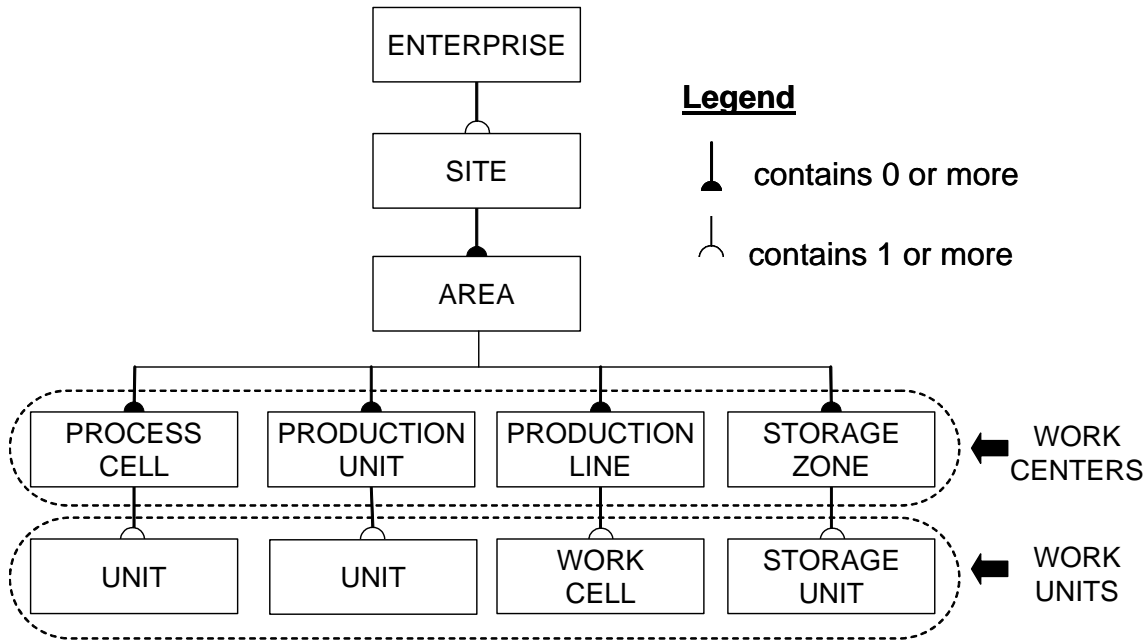 ENTERPRISE
Legend
SITE
contains 0 or more
contains 1 or more
AREA
PROCESS
CELL
PRODUCTION
UNIT
PRODUCTION
LINE
STORAGE
ZONE
WORK
CENTERS
UNIT
UNIT
WORK
CELL
STORAGE
UNIT
WORK
UNITS